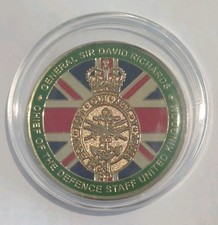 GENERAL SIR DAVID RICHARDS
CHIEF OF THE DEFENCE STAFF UNITED KINGDOM